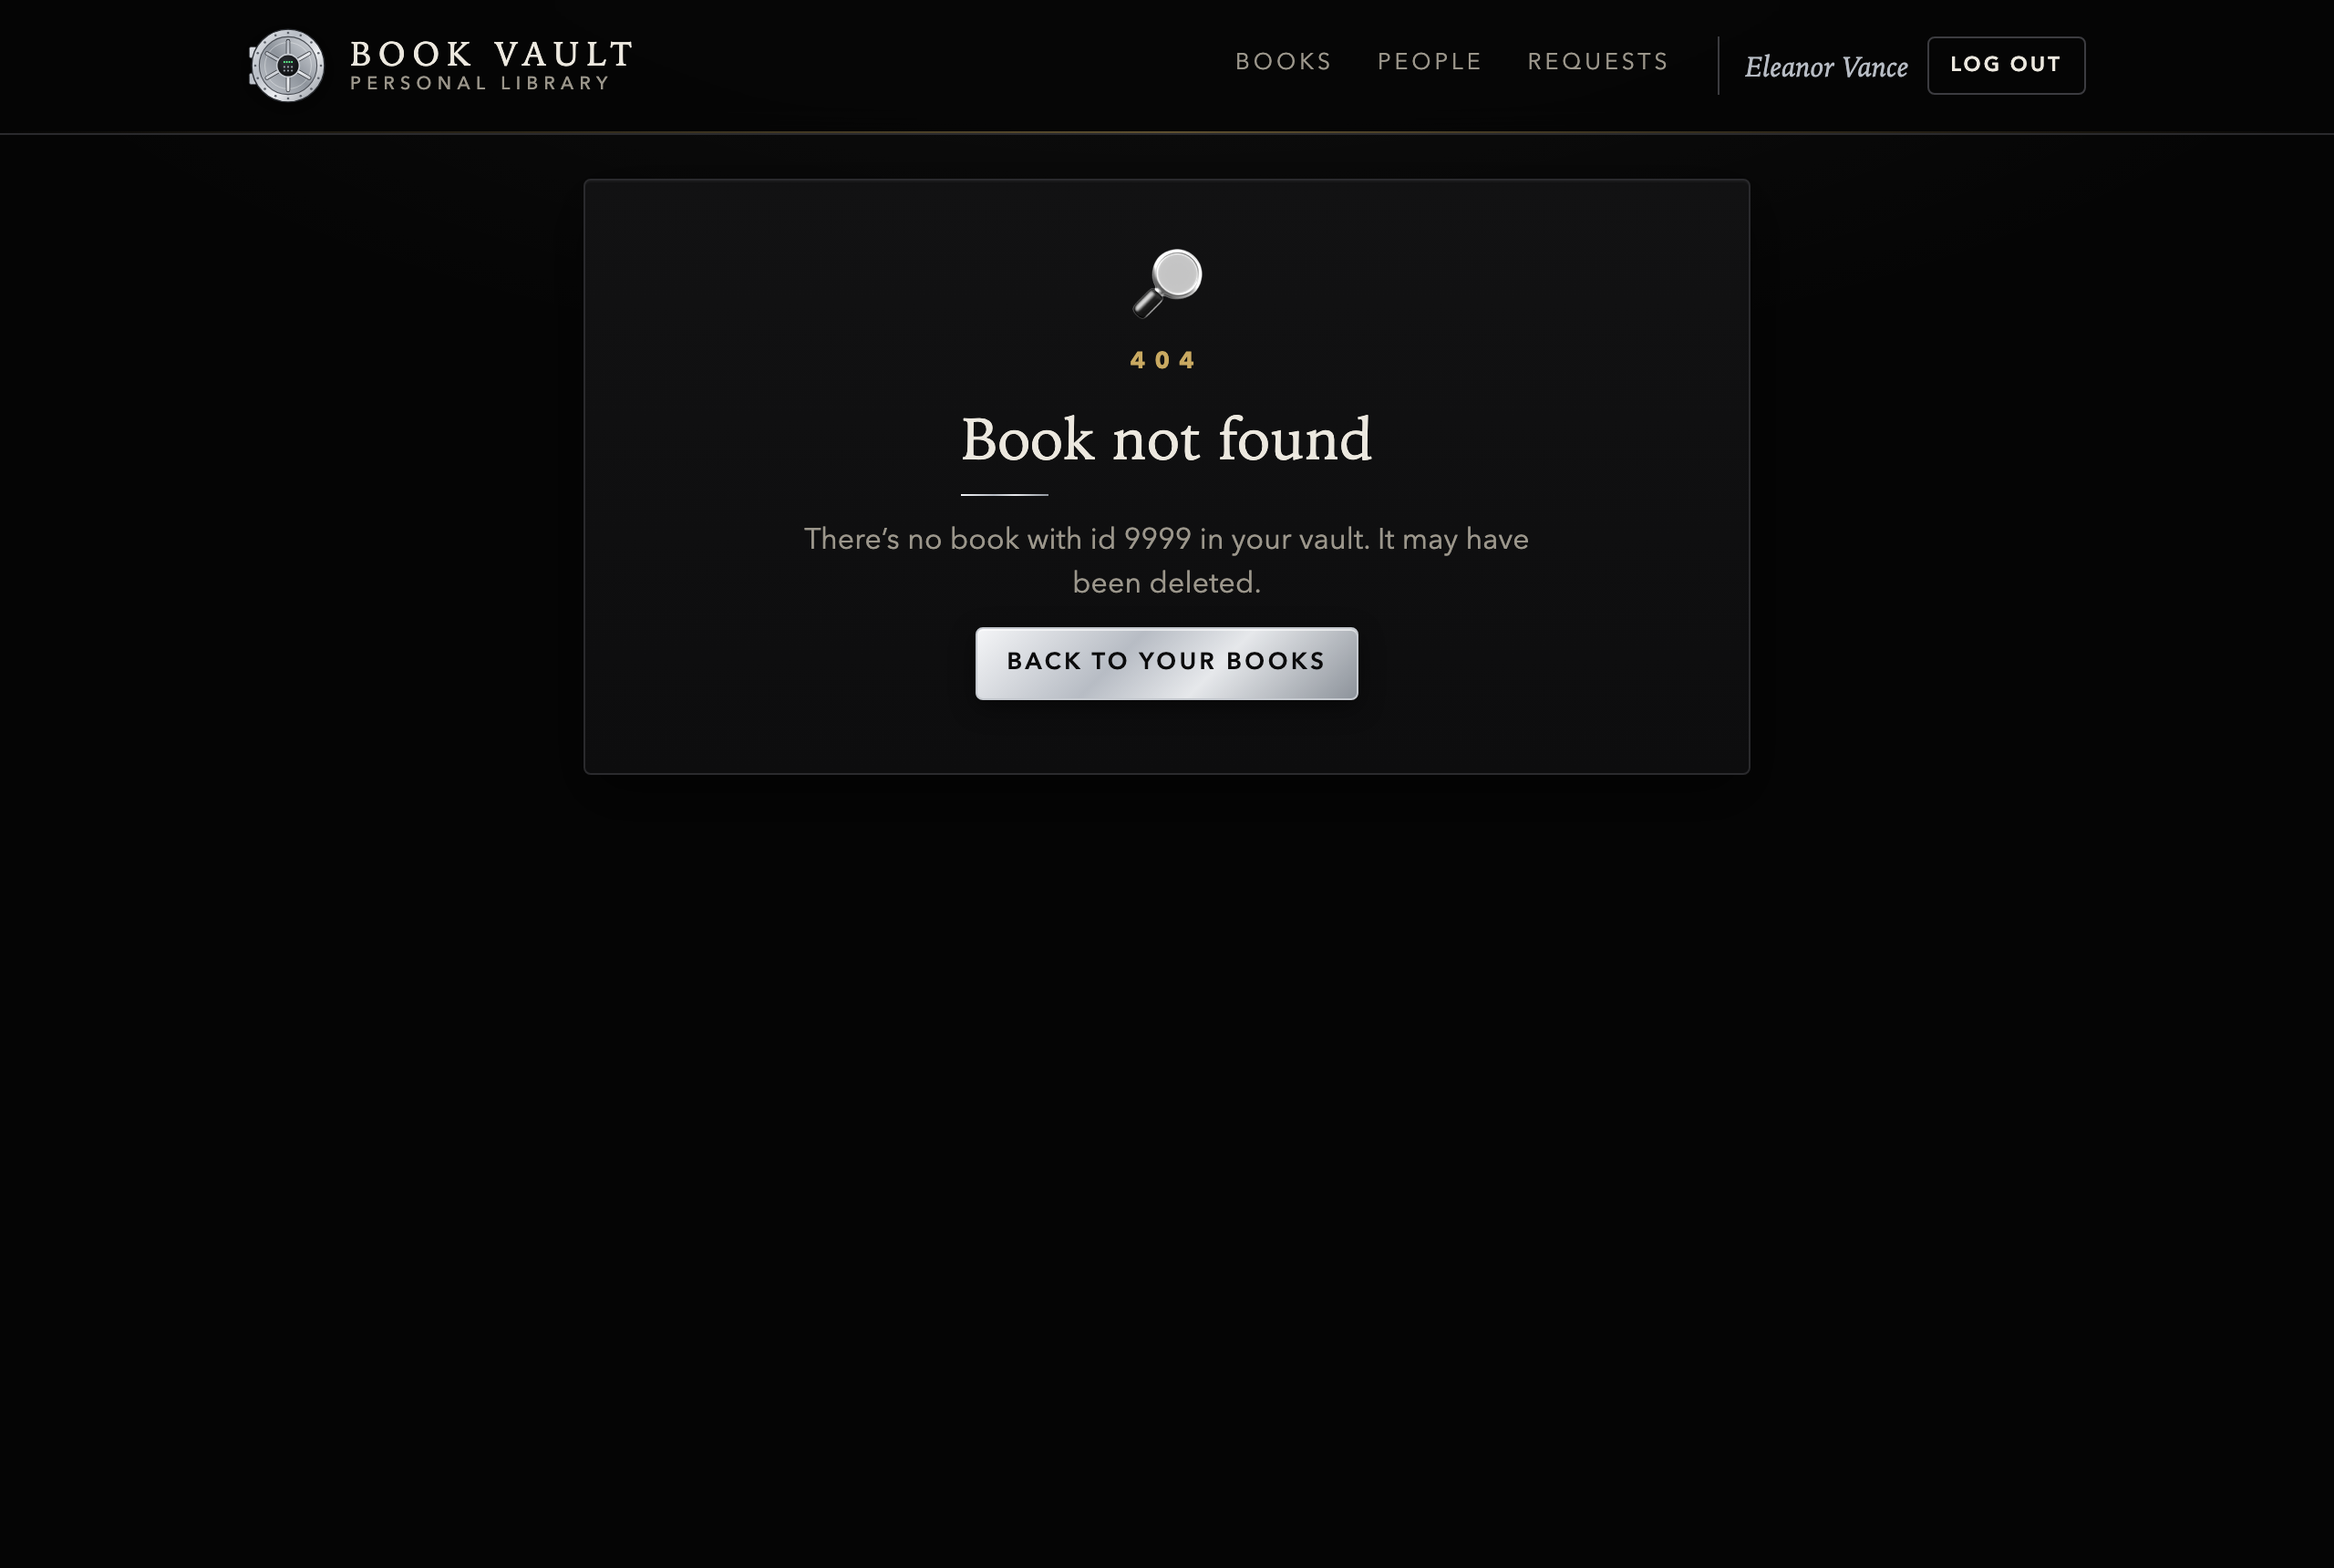 BOOK VAULT
PERSONAL LIBRARY
BOOKS PEOPLE REQUESTS Eleanor Vance LOG OUT
404
Book not found
There’s no book with id 9999 in your vault. It may have
been deleted.
BACK TO YOUR BOOKS